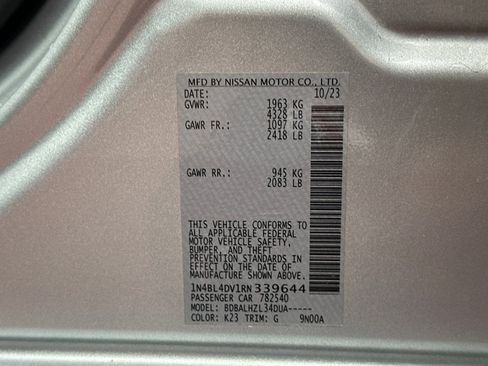 MFD BY NISSAN MOTOR CO., LTD.
DATE: 10/23
GVWR: 1963 KG
4328 LB
GAWR FR.: 1097 KG
2418 LB
GAWR RR.: 945 KG
2083 LB
THIS VEHICLE CONFORMS TO
ALL APPLICABLE FEDERAL
MOTOR VEHICLE SAFETY,
BUMPER, AND THEFT
PREVENTION STANDARDS IN
EFFECT ON THE DATE OF
MANUFACTURE SHOWN ABOVE.
1N4BL4DV1RN339644
PASSENGER CAR 782540
MODEL: BDBALHZL34DUA-----
COLOR: K23 TRIM: G 9N00A